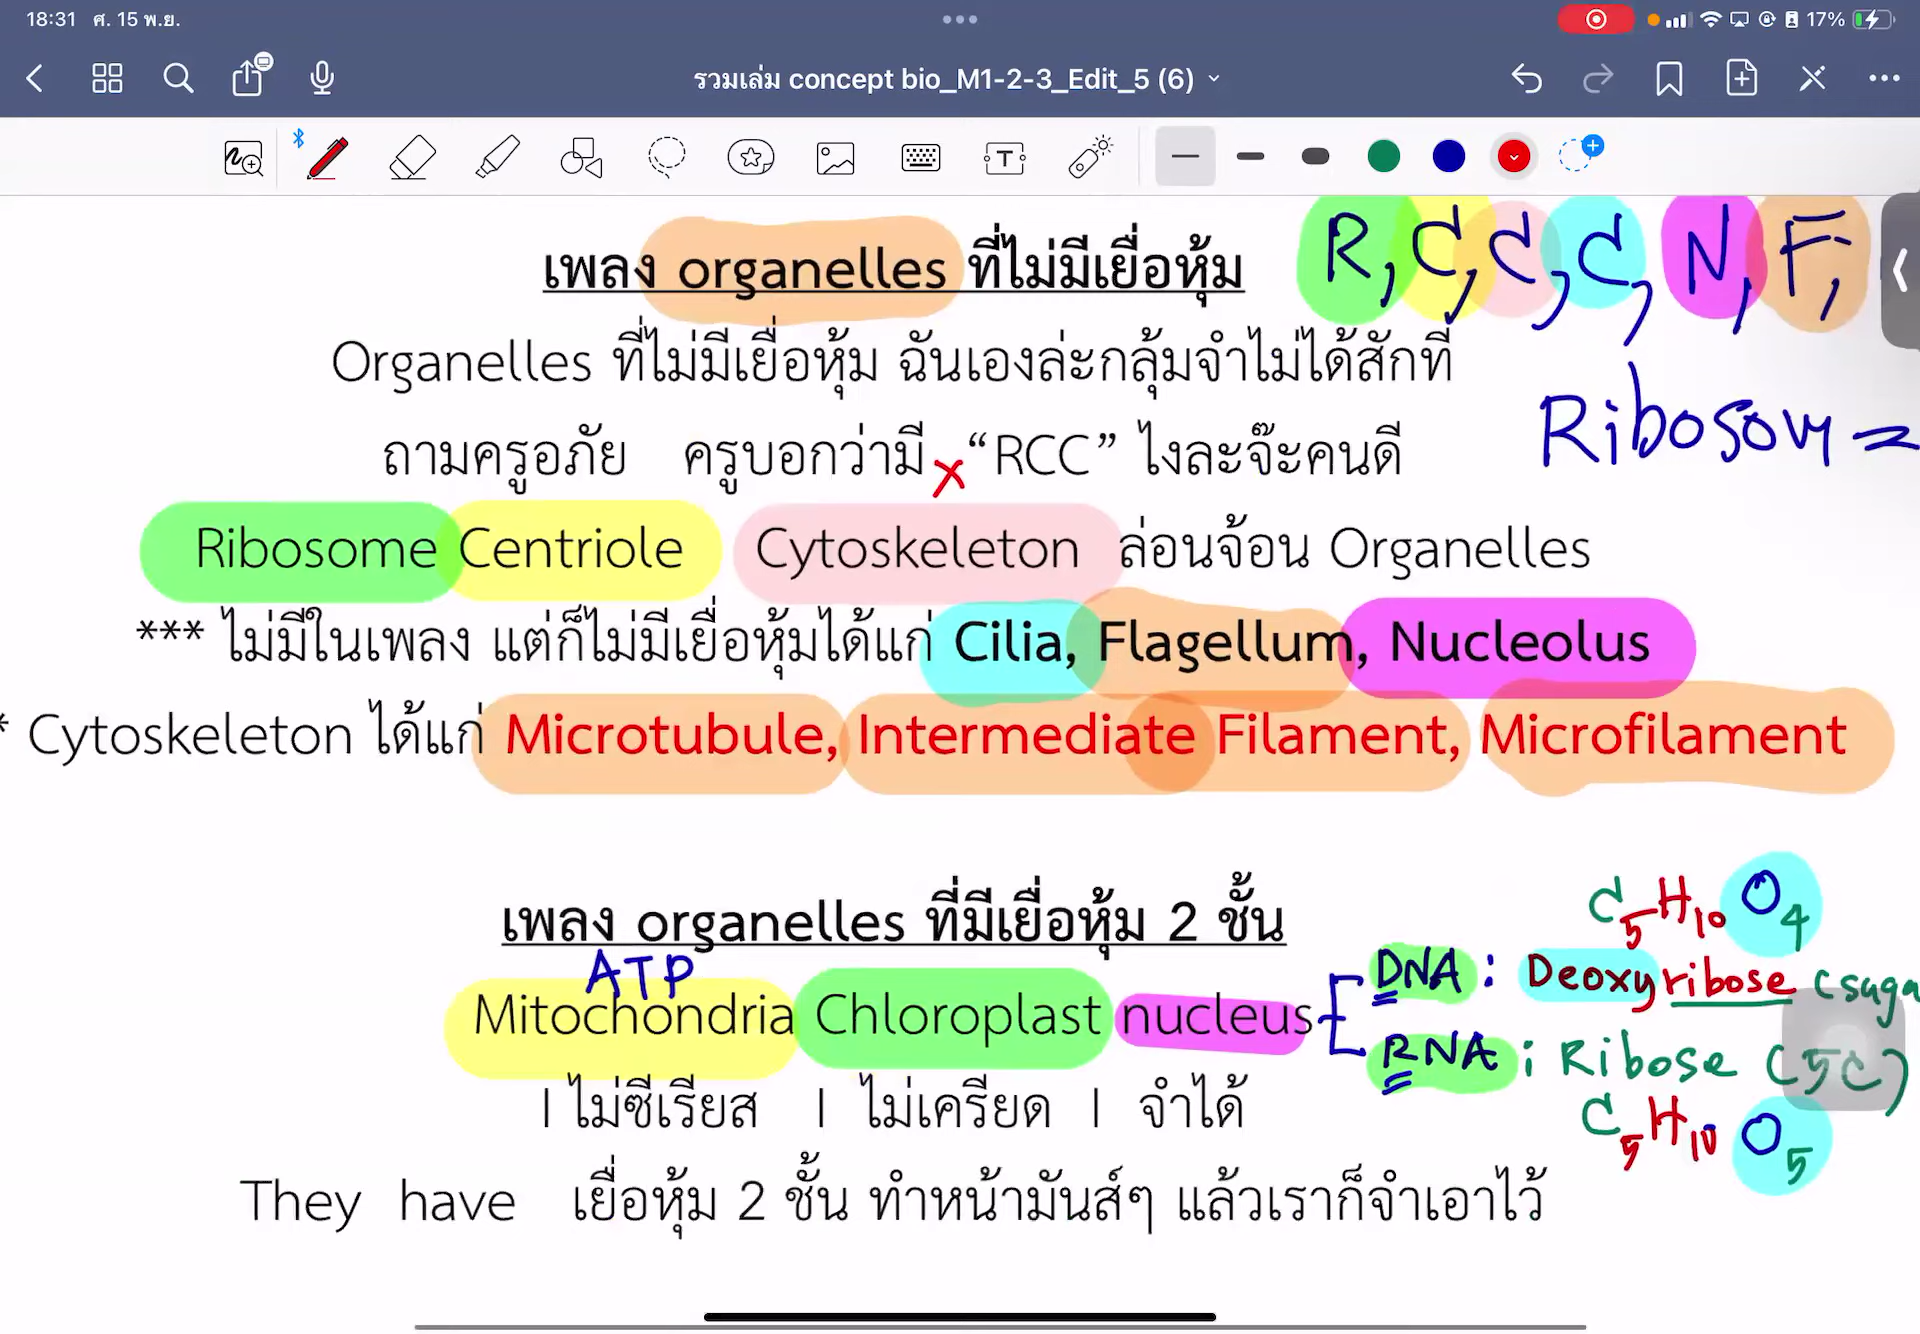 18:31 ศ. 15 พ.ย.
17%
รวมเล่ม concept bio_M1-2-3_Edit_5 (6)
เพลง organelles ที่ไม่มีเยื่อหุ้ม
R, C, C, C, N, F,
Organelles ที่ไม่มีเยื่อหุ้ม ฉันเองล่ะกลุ้มจำไม่ได้สักที
ถามครูอภัย ครูบอกว่ามี x “RCC” ไงละจ๊ะคนดี
Ribosom =
Ribosome Centriole Cytoskeleton ล่อนจ้อน Organelles
*** ไม่มีในเพลง แต่ก็ไม่มีเยื่อหุ้มได้แก่ Cilia, Flagellum, Nucleolus
* Cytoskeleton ได้แก่ Microtubule, Intermediate Filament, Microfilament
เพลง organelles ที่มีเยื่อหุ้ม 2 ชั้น
C5H10O4
ATP
DNA : Deoxyribose (suga
Mitochondria Chloroplast nucleus
RNA : Ribose (5C)
C5H10O5
I ไม่ซีเรียส I ไม่เครียด I จำได้
They have เยื่อหุ้ม 2 ชั้น ทำหน้ามันส์ๆ แล้วเราก็จำเอาไว้